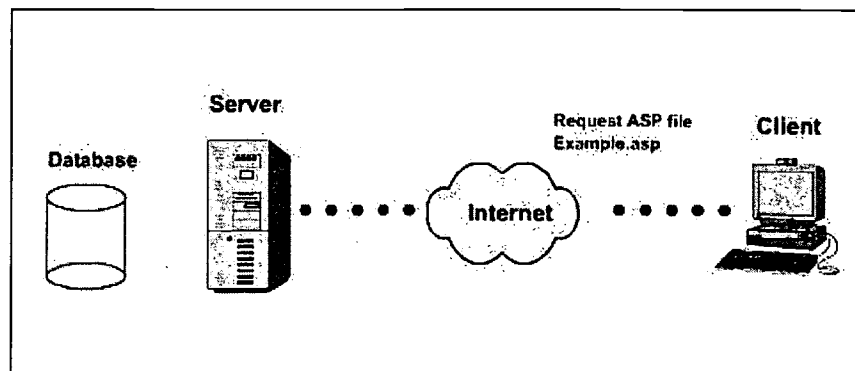 Server
Request ASP file
Example.asp
Client
Database
Internet